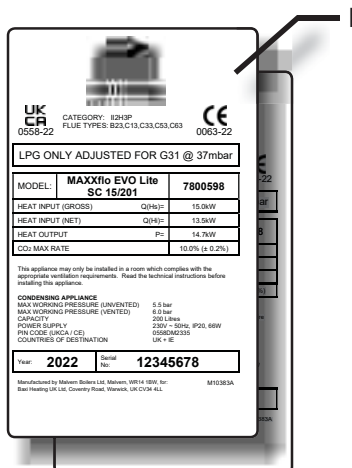 UK
CA
0558-22
CATEGORY: II2H3P
FLUE TYPES: B23,C13,C33,C53,C63
CE
0063-22
LPG ONLY ADJUSTED FOR G31 @ 37mbar
MODEL: MAXXflo EVO Lite SC 15/201 7800598
HEAT INPUT (GROSS) Q(Hs)= 15.0kW
HEAT INPUT (NET) Q(Hi)= 13.5kW
HEAT OUTPUT P= 14.7kW
CO2 MAX RATE 10.0% (± 0.2%)
This appliance may only be installed in a room which complies with the
appropriate ventilation requirements. Read the technical instructions before
installing this appliance.
CONDENSING APPLIANCE
MAX WORKING PRESSURE (UNVENTED) 5.5 bar
MAX WORKING PRESSURE (VENTED) 6.0 bar
CAPACITY 200 Litres
POWER SUPPLY 230V ~ 50Hz, IP20, 66W
PIN CODE (UKCA / CE) 0558DM2335
COUNTRIES OF DESTINATION UK + IE
Year: 2022 Serial No: 12345678
Manufactured by Malvern Boilers Ltd, Malvern, WR14 1BW, for: M10383A
Baxi Heating UK Ltd, Coventry Road, Warwick, UK CV34 4LL
-22
ar
8
%)
383A